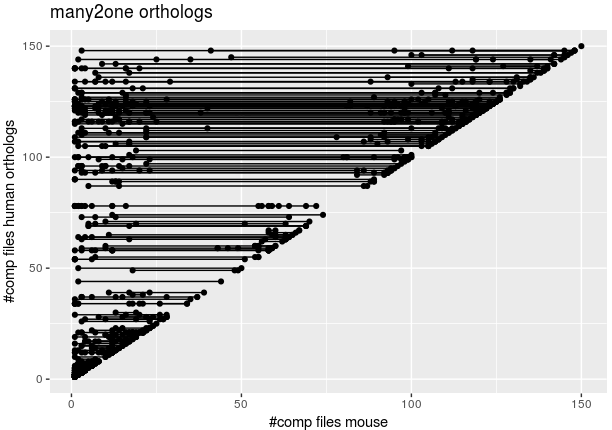 many2one orthologs
#comp files human orthologs
150
100
50
0
0 50 100 150
#comp files mouse